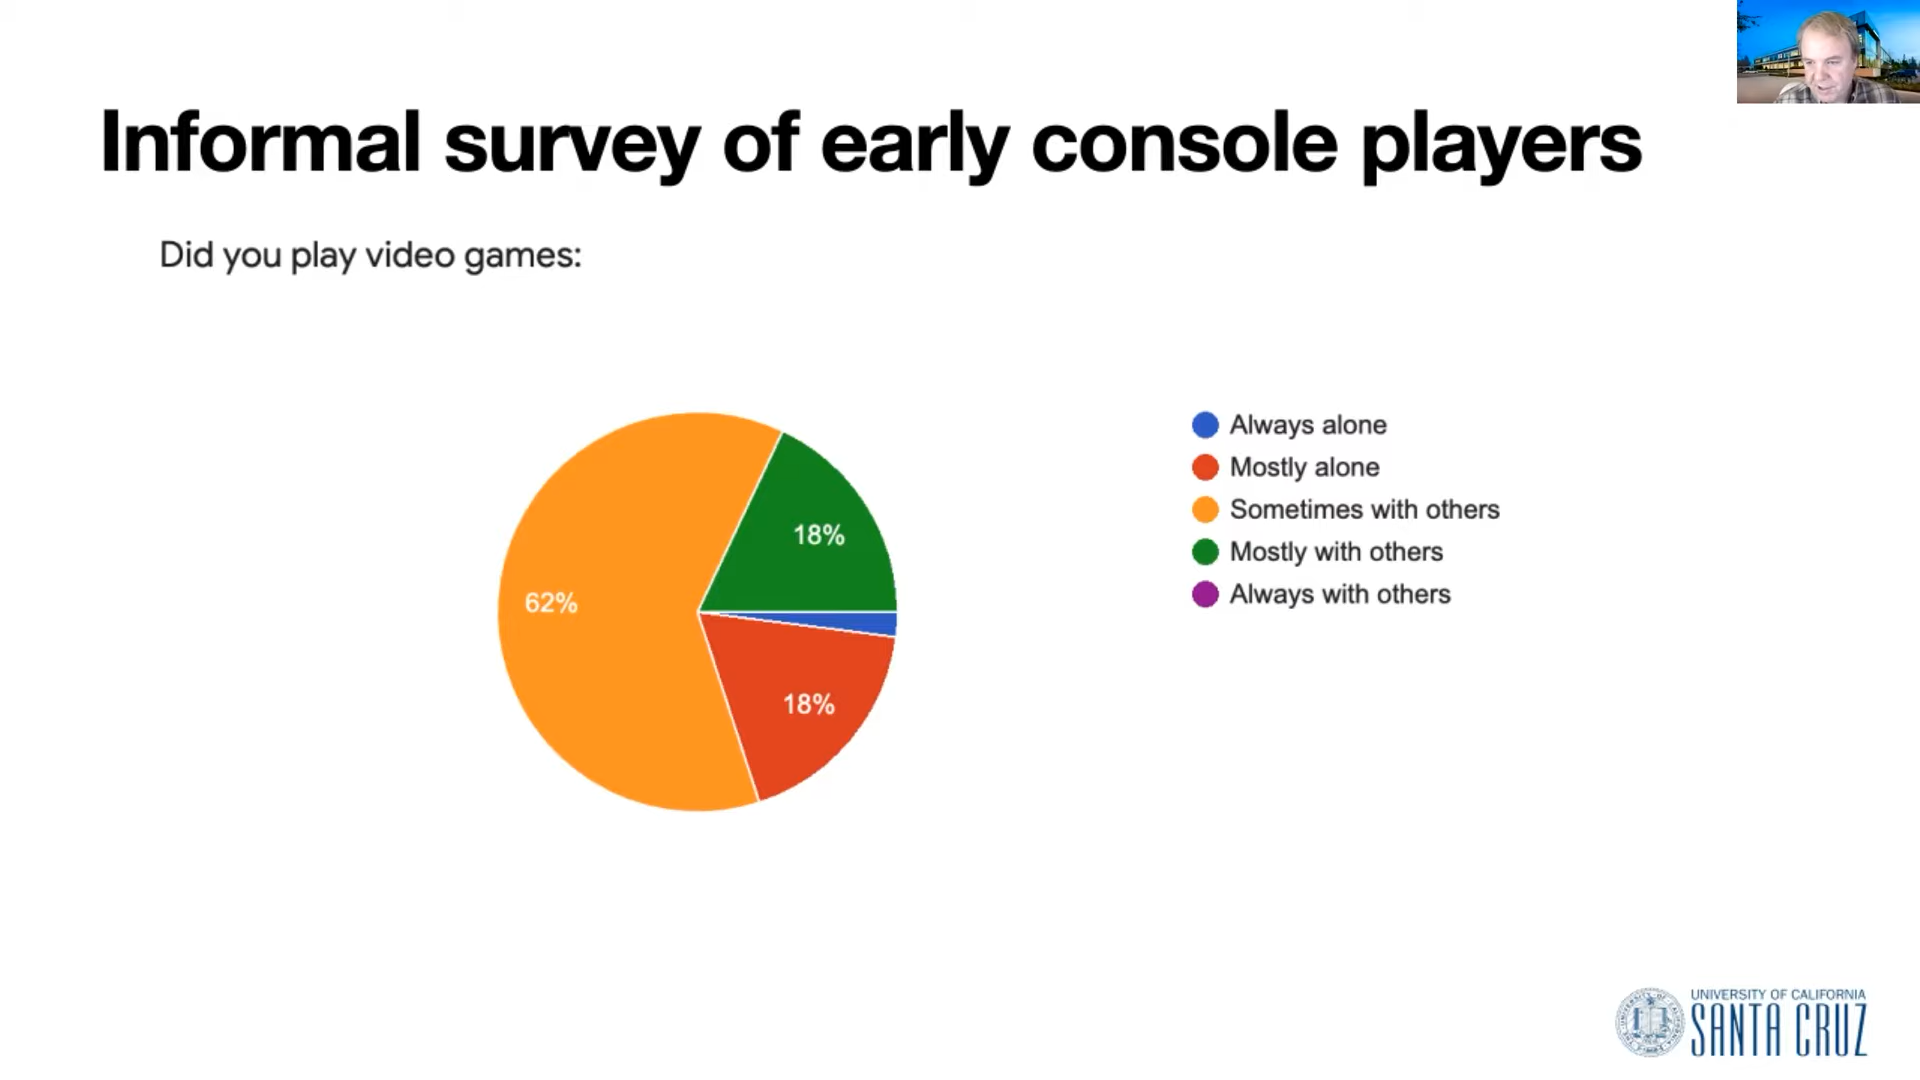 Informal survey of early console players
Did you play video games:
18%
62%
18%
Always alone
Mostly alone
Sometimes with others
Mostly with others
Always with others
UNIVERSITY OF CALIFORNIA
SANTA CRUZ